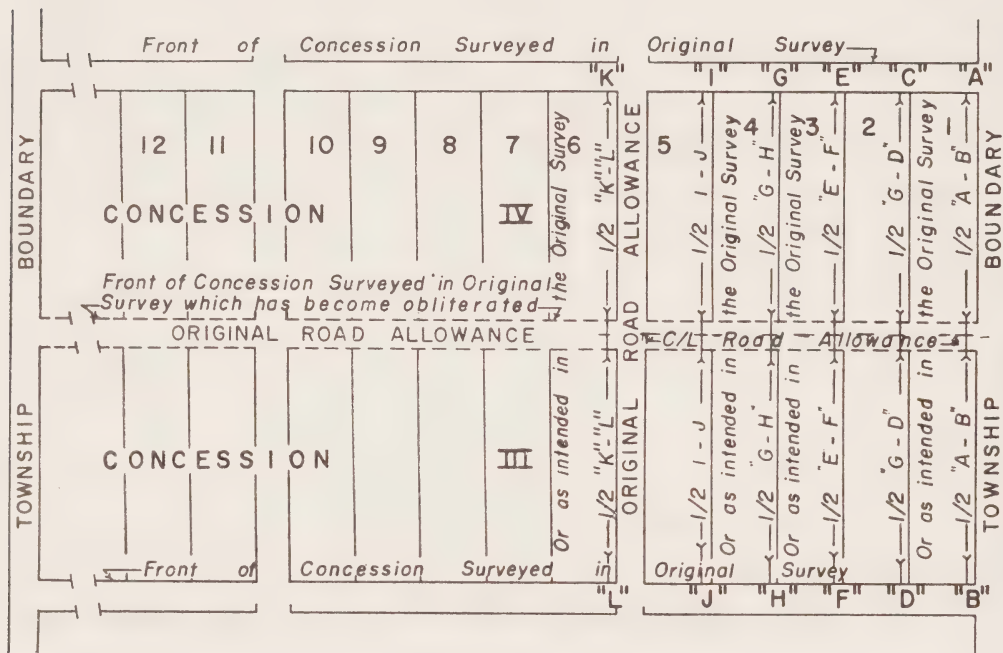 Front of Concession Surveyed in Original Survey
"K" "I" "G" "E" "C" "A"
12 11 10 9 8 7 6 5 4 3 2 1
CONCESSION IV
BOUNDARY
TOWNSHIP
Front of Concession Surveyed in Original
Survey which has become obliterated
ORIGINAL ROAD ALLOWANCE
C/L Road Allowance
ORIGINAL ROAD ALLOWANCE
Or as intended in the Original Survey
1/2 "K"-"L"
1/2 I - J
Or as intended in the Original Survey
1/2 "G-H"
Or as intended in the Original Survey
1/2 "E-F"
1/2 "G-D"
Or as intended in the Original Survey
1/2 "A-B"
BOUNDARY
TOWNSHIP
CONCESSION III
1/2 "K"-"L"
1/2 I - J
1/2 "G-H"
1/2 "E-F"
1/2 "G-D"
1/2 "A-B"
Front of Concession Surveyed in Original Survey
"L" "J" "H" "F" "D" "B"